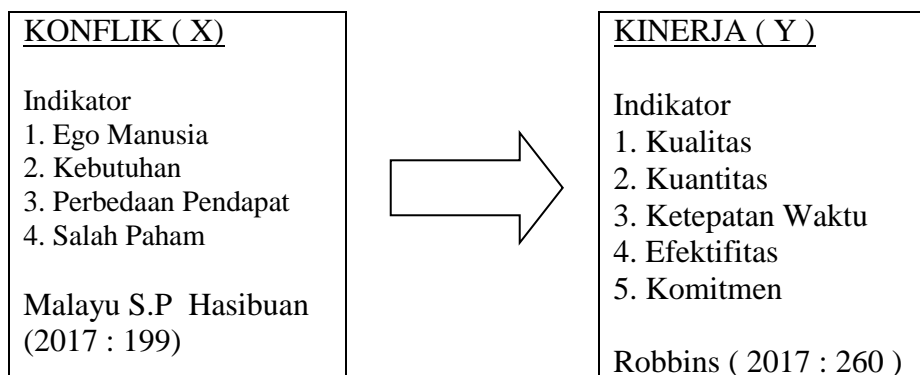 KONFLIK ( X)
Indikator
1. Ego Manusia
2. Kebutuhan
3. Perbedaan Pendapat
4. Salah Paham
Malayu S.P  Hasibuan
(2017 : 199)
KINERJA ( Y )
Indikator
1. Kualitas
2. Kuantitas
3. Ketepatan Waktu
4. Efektifitas
5. Komitmen
Robbins ( 2017 : 260 )